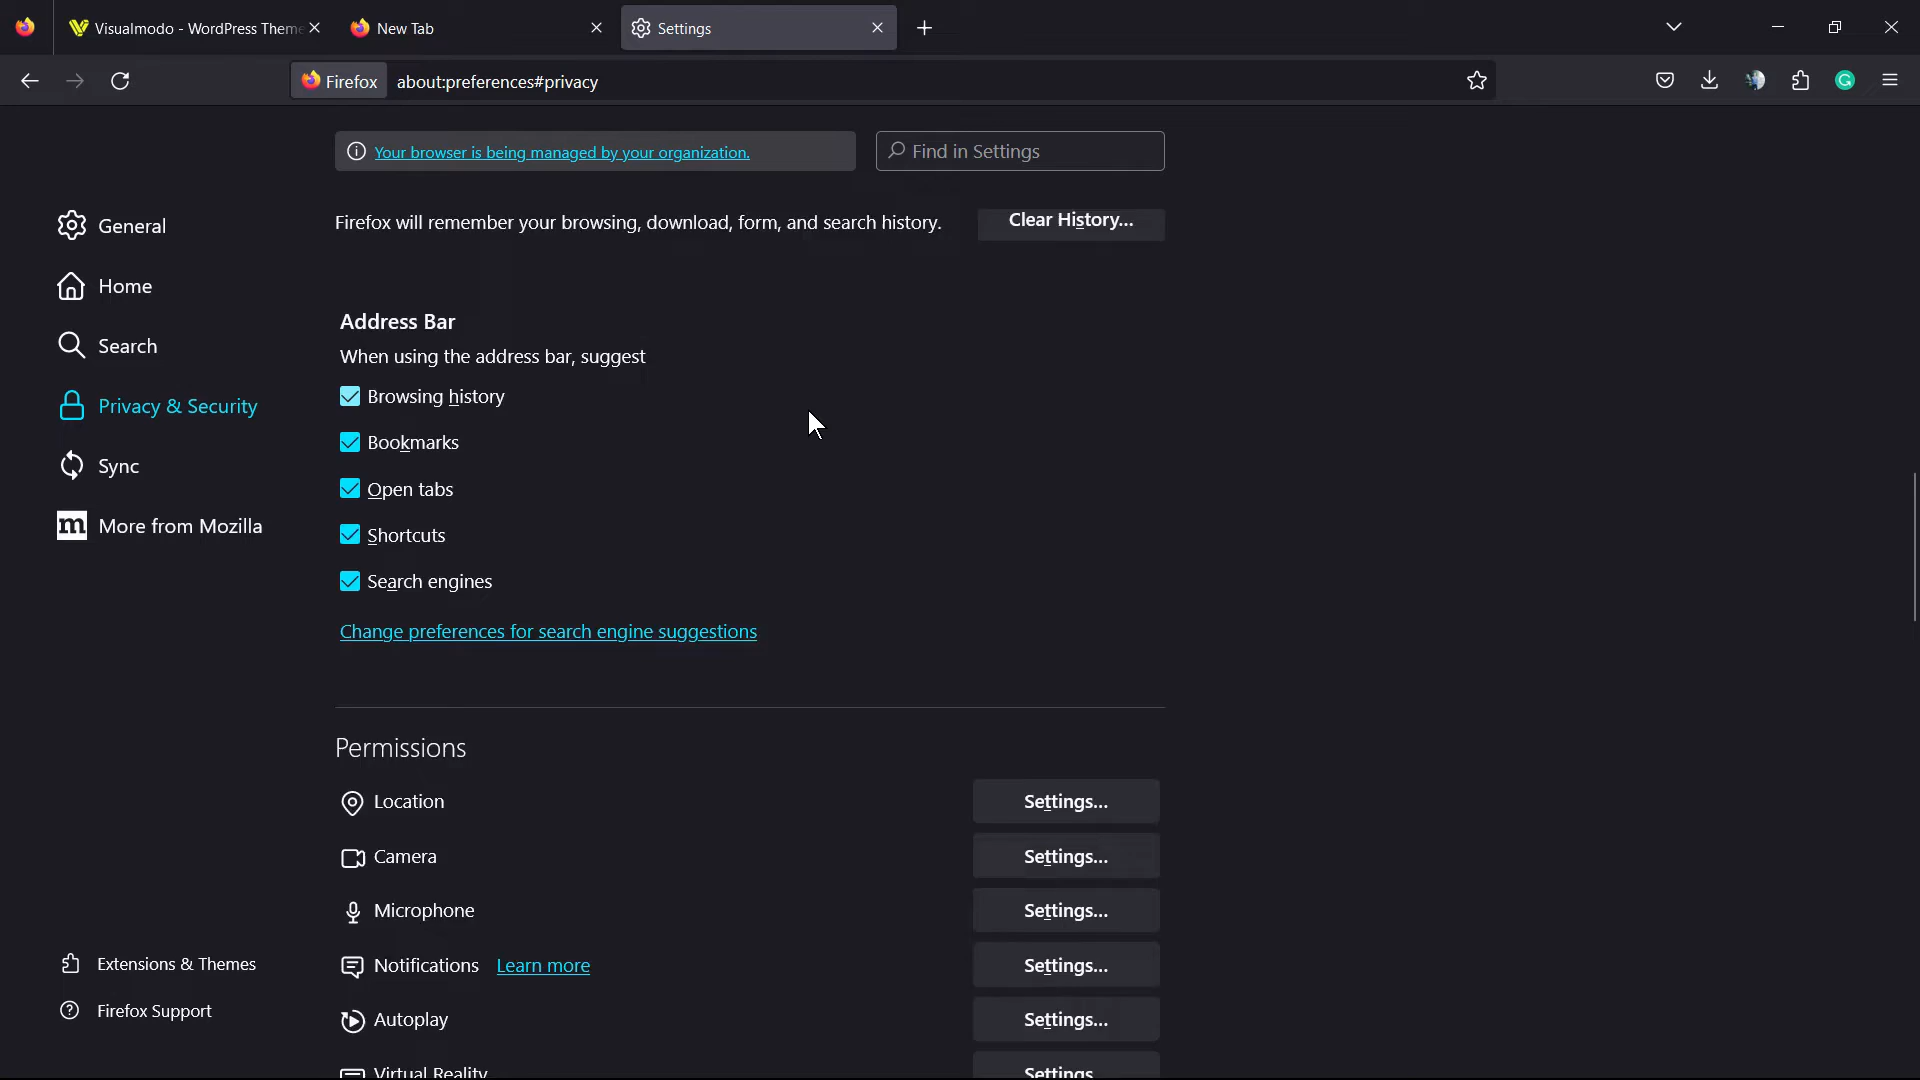 Visualmodo - WordPress Theme
New Tab
Settings
Firefox
about:preferences#privacy
Your browser is being managed by your organization.
Find in Settings
General
Home
Search
Privacy & Security
Sync
m More from Mozilla
Extensions & Themes
Firefox Support
Firefox will remember your browsing, download, form, and search history.
Clear History...
Address Bar
When using the address bar, suggest
Browsing history
Bookmarks
Open tabs
Shortcuts
Search engines
Change preferences for search engine suggestions
Permissions
Location Settings...
Camera Settings...
Microphone Settings...
Notifications Learn more Settings...
Autoplay Settings...
Virtual Reality Settings